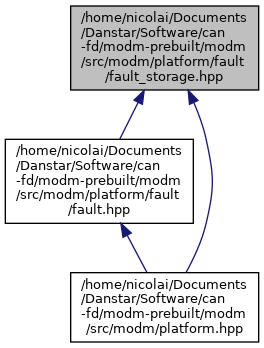 /home/nicolai/Documents
/Danstar/Software/can
-fd/modm-prebuilt/modm
/src/modm/platform/fault
/fault_storage.hpp
/home/nicolai/Documents
/Danstar/Software/can
-fd/modm-prebuilt/modm
/src/modm/platform/fault
/fault.hpp
/home/nicolai/Documents
/Danstar/Software/can
-fd/modm-prebuilt/modm
/src/modm/platform.hpp